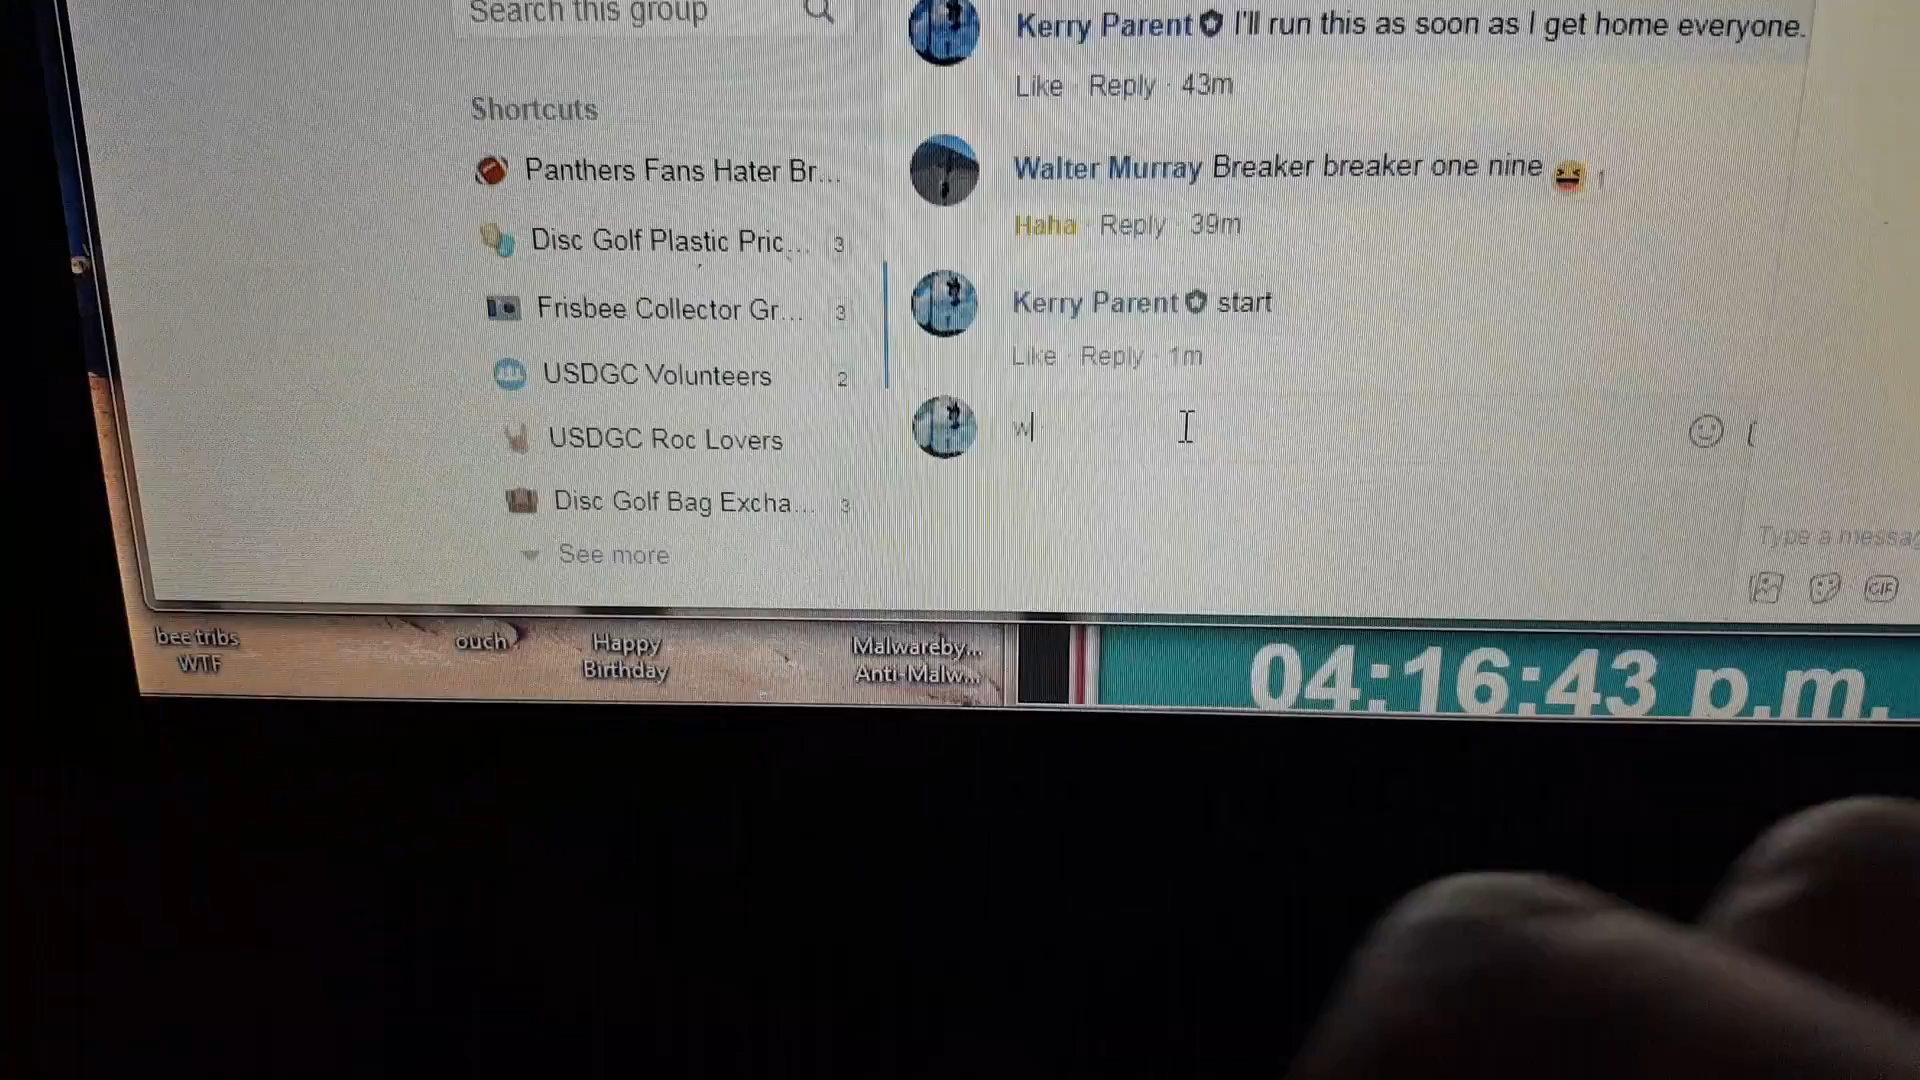 Search this group
Shortcuts
Panthers Fans Hater Br...
Disc Golf Plastic Pric... 3
Frisbee Collector Gr... 3
USDGC Volunteers 2
USDGC Roc Lovers
Disc Golf Bag Excha... 3
See more
Kerry Parent I'll run this as soon as I get home everyone.
Like · Reply · 43m
Walter Murray Breaker breaker one nine 1
Haha · Reply · 39m
Kerry Parent start
Like · Reply · 1m
w
Type a messag
GIF
bee tribs
WTF
ouch
Happy
Birthday
Malwareby...
Anti-Malw...
04:16:43 p.m.